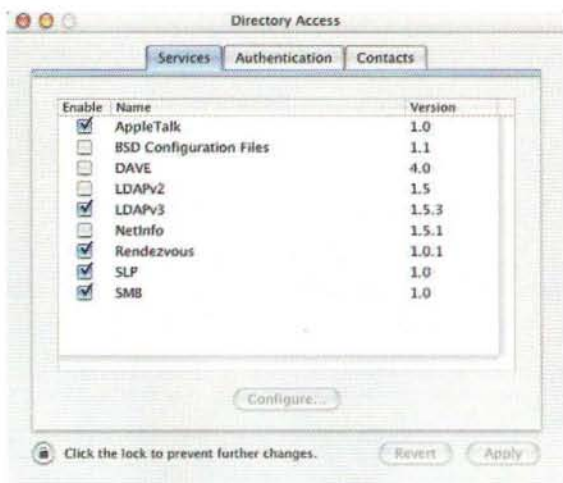 Directory Access
Services Authentication Contacts
Enable Name Version
AppleTalk 1.0
BSD Configuration Files 1.1
DAVE 4.0
LDAPv2 1.5
LDAPv3 1.5.3
NetInfo 1.5.1
Rendezvous 1.0.1
SLP 1.0
SMB 1.0
Configure...
Click the lock to prevent further changes.
Revert Apply